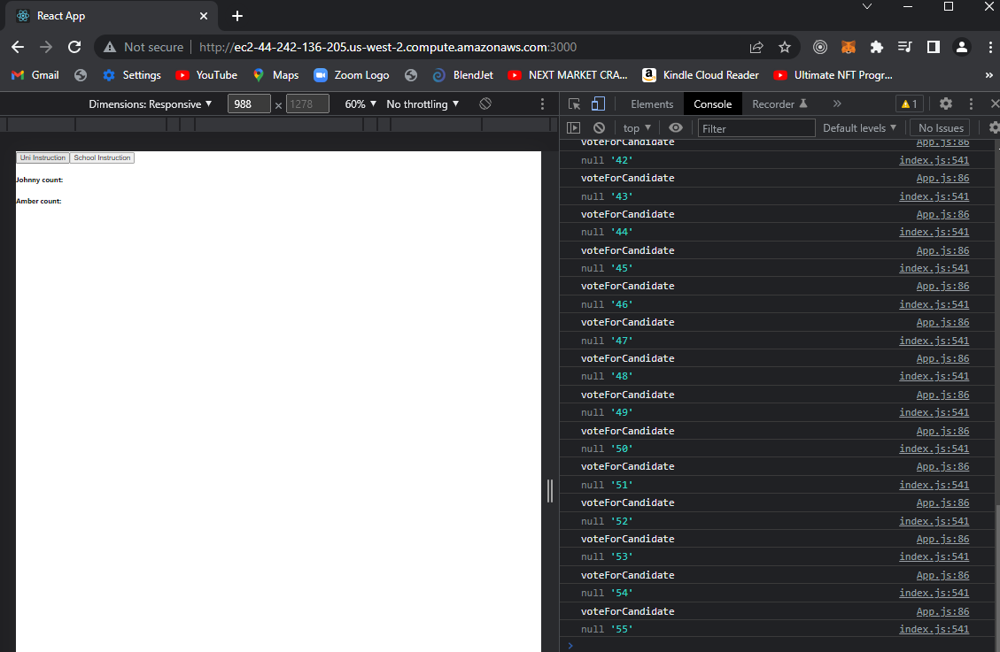 React App
Not secure http://ec2-44-242-136-205.us-west-2.compute.amazonaws.com:3000
Gmail Settings YouTube Maps Zoom Logo BlendJet NEXT MARKET CRA... Kindle Cloud Reader Ultimate NFT Progr... »
Dimensions: Responsive 988 × 1278 60% No throttling
Elements Console Recorder » 1
top Filter Default levels No Issues
Uni Instruction School Instruction
Johnny count:
Amber count:
voteForCandidate App.js:86
null '42' index.js:541
voteForCandidate App.js:86
null '43' index.js:541
voteForCandidate App.js:86
null '44' index.js:541
voteForCandidate App.js:86
null '45' index.js:541
voteForCandidate App.js:86
null '46' index.js:541
voteForCandidate App.js:86
null '47' index.js:541
voteForCandidate App.js:86
null '48' index.js:541
voteForCandidate App.js:86
null '49' index.js:541
voteForCandidate App.js:86
null '50' index.js:541
voteForCandidate App.js:86
null '51' index.js:541
voteForCandidate App.js:86
null '52' index.js:541
voteForCandidate App.js:86
null '53' index.js:541
voteForCandidate App.js:86
null '54' index.js:541
voteForCandidate App.js:86
null '55' index.js:541